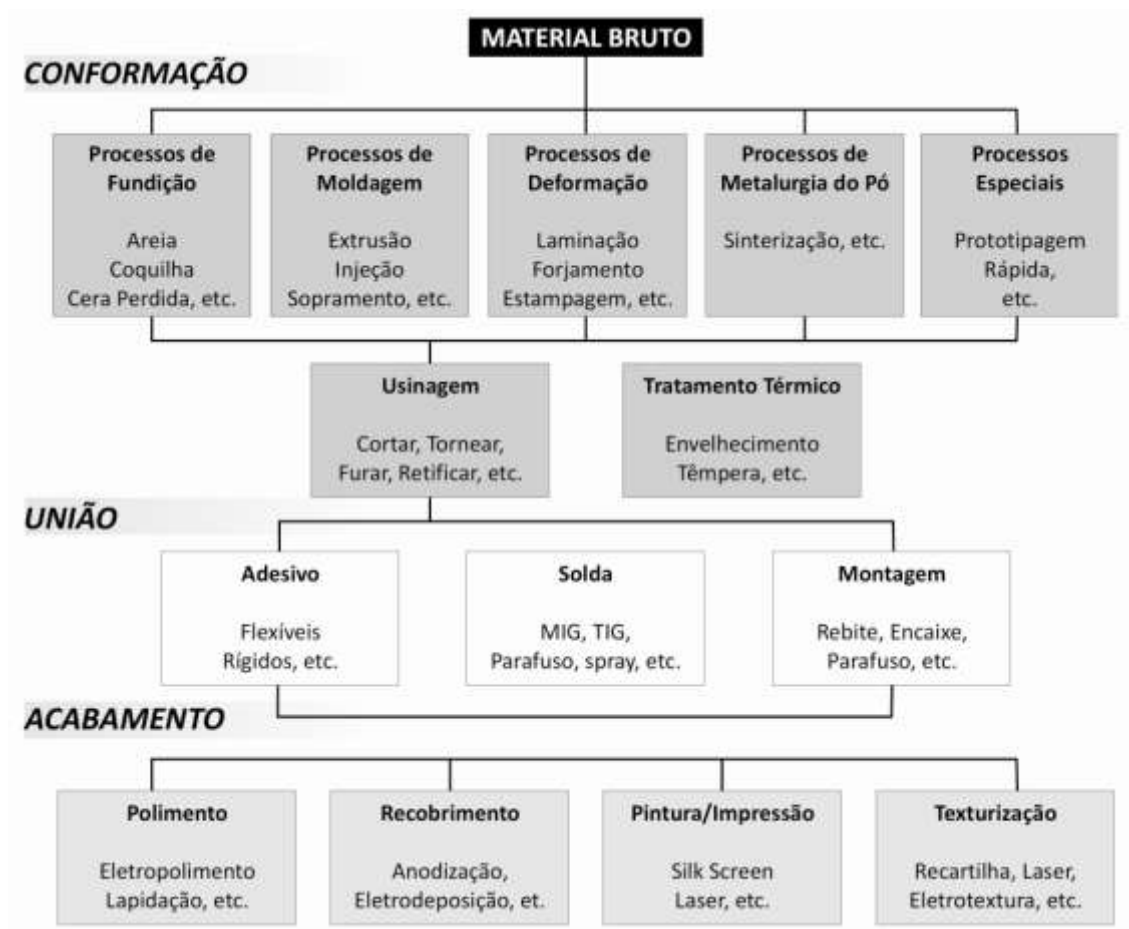 MATERIAL BRUTO
CONFORMAÇÃO
Processos de
Fundição
Areia
Coquilha
Cera Perdida, etc.
Processos de
Moldagem
Extrusão
Injeção
Sopramento, etc.
Processos de
Deformação
Laminação
Forjamento
Estampagem, etc.
Processos de
Metalurgia do Pó
Sinterização, etc.
Processos
Especiais
Prototipagem
Rápida,
etc.
Usinagem
Cortar, Tornear,
Furar, Retificar, etc.
Tratamento Térmico
Envelhecimento
Têmpera, etc.
UNIÃO
Adesivo
Flexíveis
Rígidos, etc.
Solda
MIG, TIG,
Parafuso, spray, etc.
Montagem
Rebite, Encaixe,
Parafuso, etc.
ACABAMENTO
Polimento
Eletropolimento
Lapidação, etc.
Recobrimento
Anodização,
Eletrodeposição, et.
Pintura/Impressão
Silk Screen
Laser, etc.
Texturização
Recartilha, Laser,
Eletrotextura, etc.